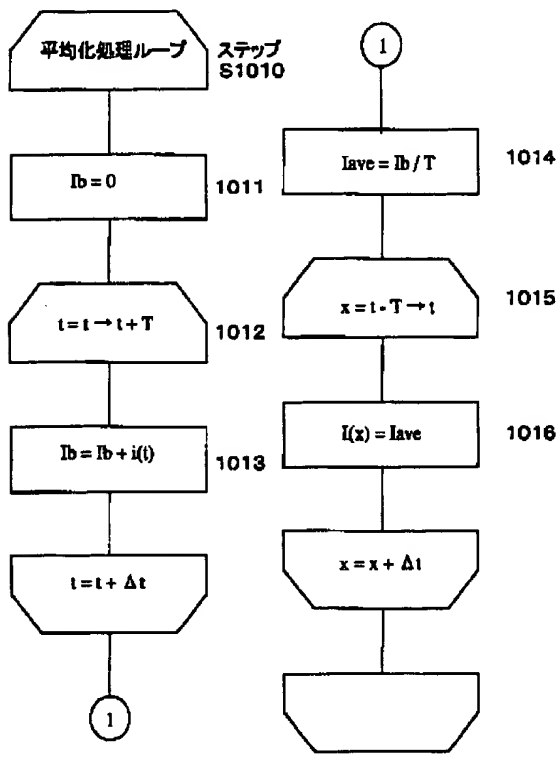 平均化処理ループ
ステップ
S1010
Ib = 0
1011
t = t → t + T
1012
Ib = Ib + i(t)
1013
t = t + Δt
1
1
Iave = Ib / T
1014
x = t - T → t
1015
I(x) = Iave
1016
x = x + Δt